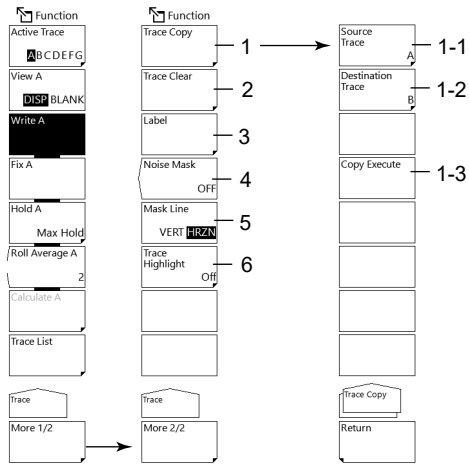 Function
Active Trace
ABCDEFG
View A
DISP BLANK
Write A
Fix A
Hold A
Max Hold
Roll Average A
2
Calculate A
Trace List
Trace
More 1/2
Function
Trace Copy
1
Trace Clear
2
Label
3
Noise Mask
OFF
4
Mask Line
VERT HRZN
5
Trace
Highlight
Off
6
Trace
More 2/2
Source
Trace
A
1-1
Destination
Trace
B
1-2
Copy Execute
1-3
Trace Copy
Return